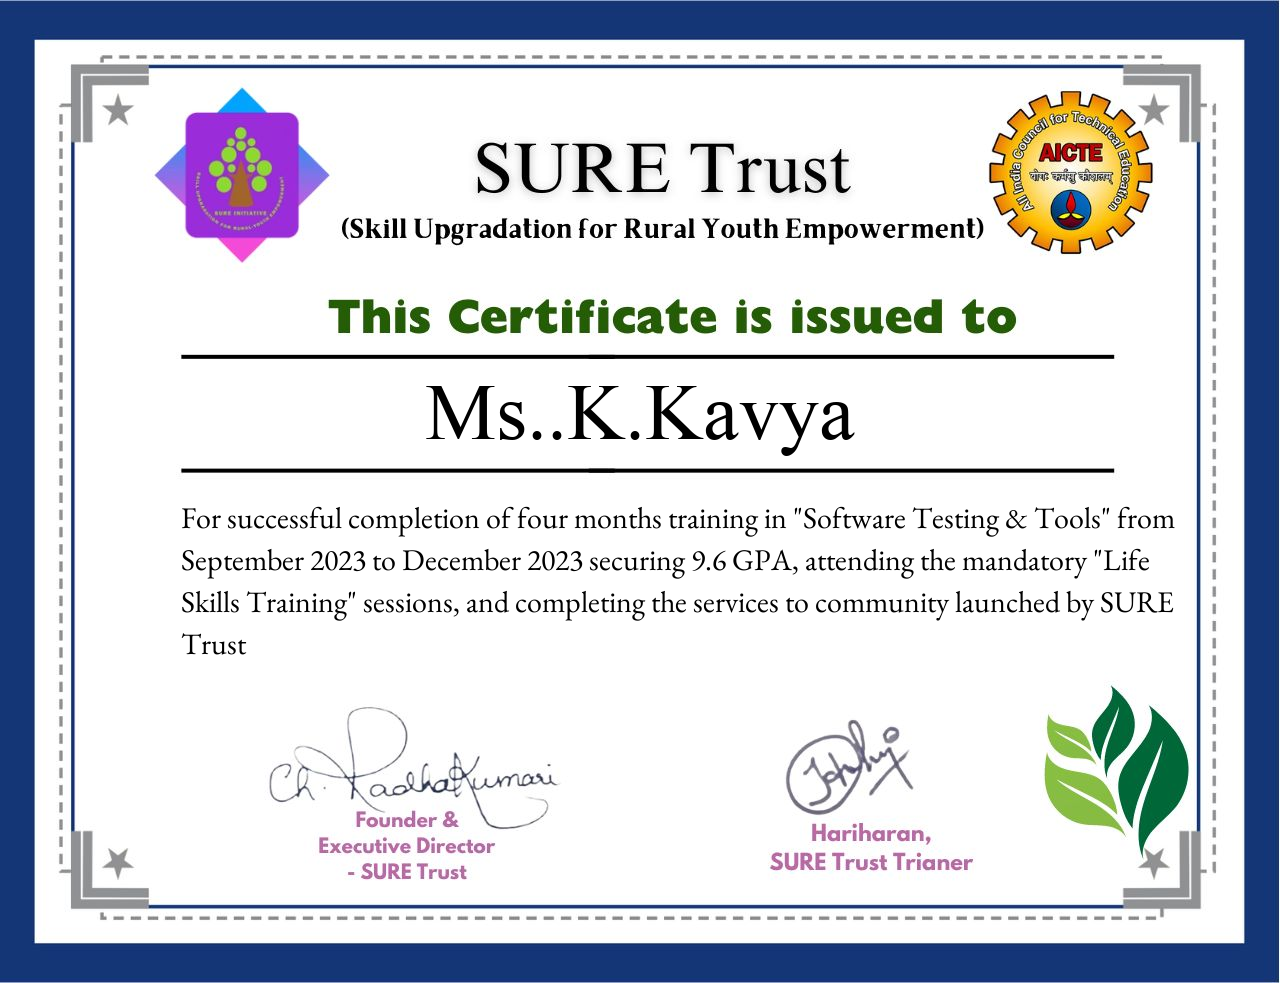 SURE Trust
(Skill Upgradation for Rural Youth Empowerment)
SKILL UPGRADATION FOR RURAL-YOUTH EMPOWERMENT
SURE INITIATIVE
All India Council for Technical Education
AICTE
योगः कर्मसु कौशलम्
This Certificate is issued to
Ms..K.Kavya
For successful completion of four months training in "Software Testing & Tools" from
September 2023 to December 2023 securing 9.6 GPA, attending the mandatory "Life
Skills Training" sessions, and completing the services to community launched by SURE
Trust
Ch. RadhaKumari
Founder &
Executive Director
- SURE Trust
Hariharan,
SURE Trust Trianer